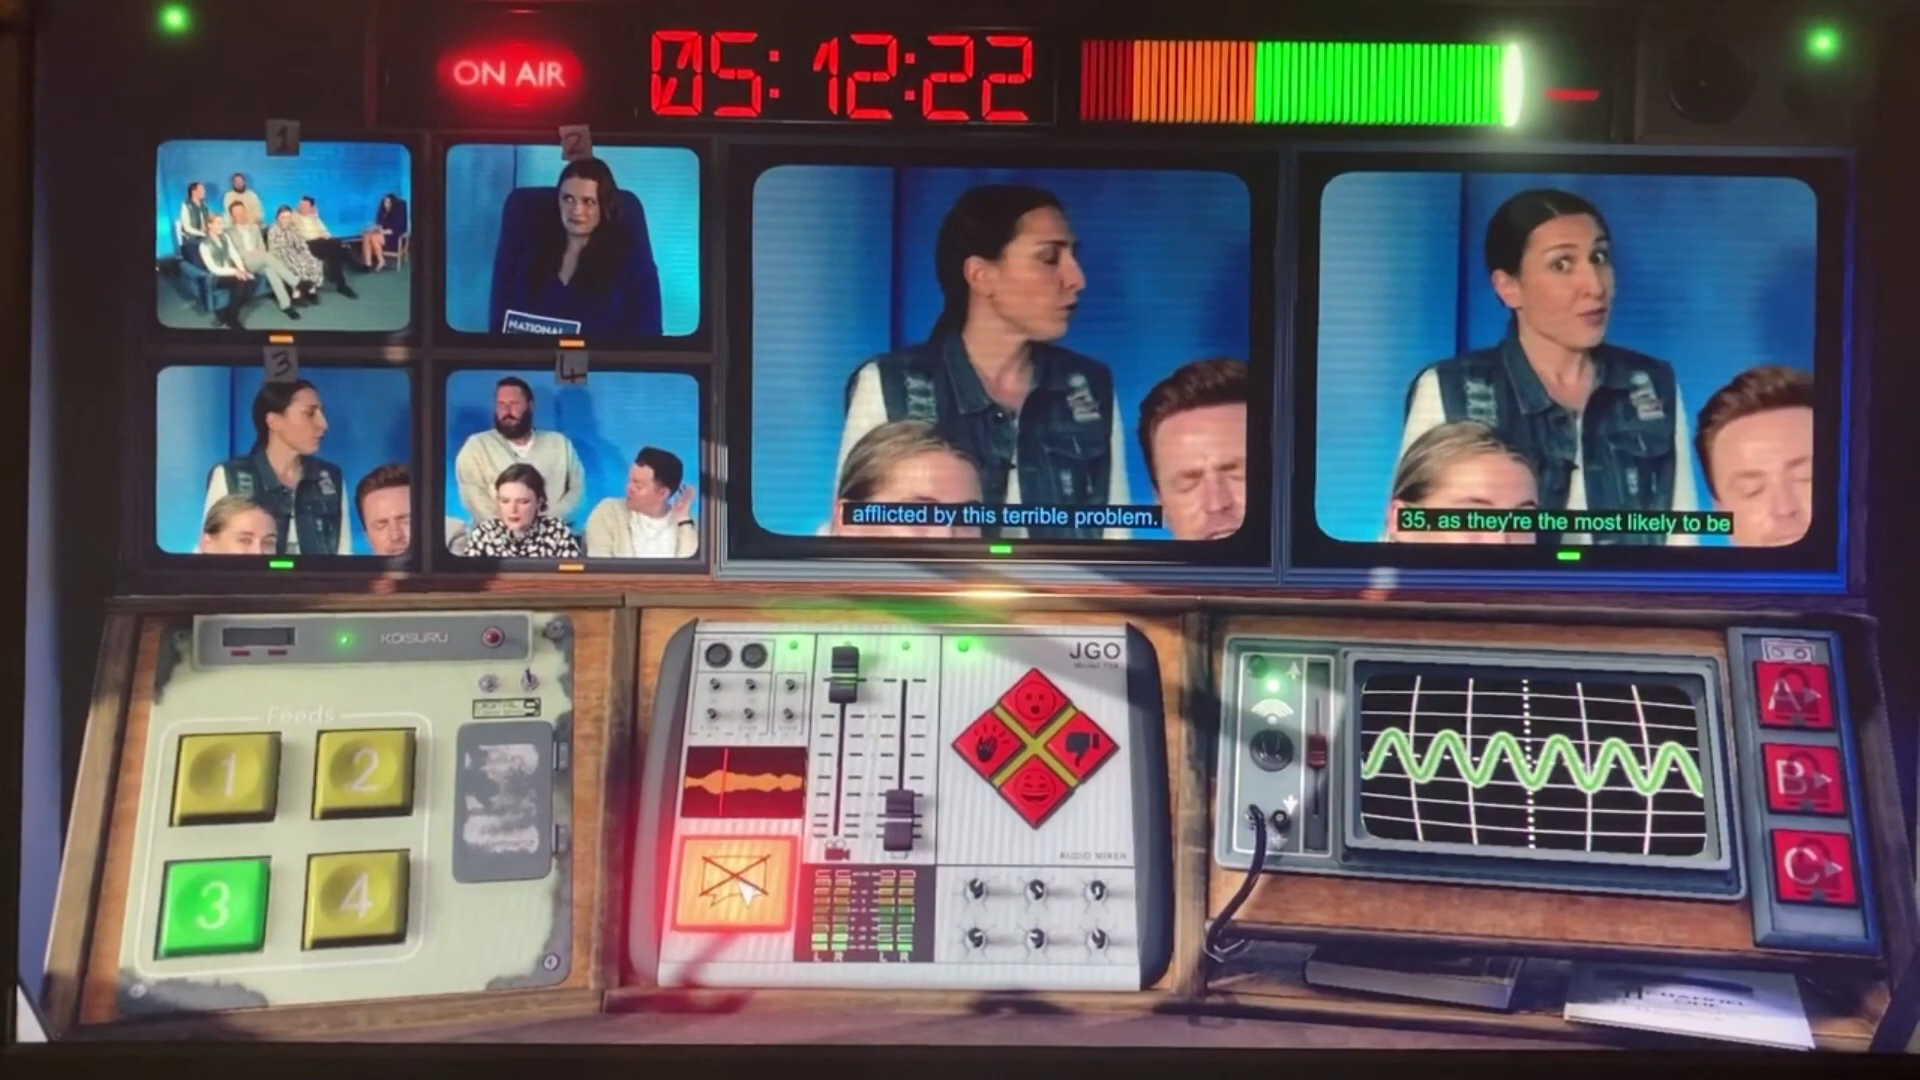 ON AIR
05:12:22
1
2
NATIONAL
3
4
afflicted by this terrible problem.
35, as they're the most likely to be
KOISURU
Feeds
1
2
3
4
JGO
AUDIO MIXER
L R
L R
A
B
C